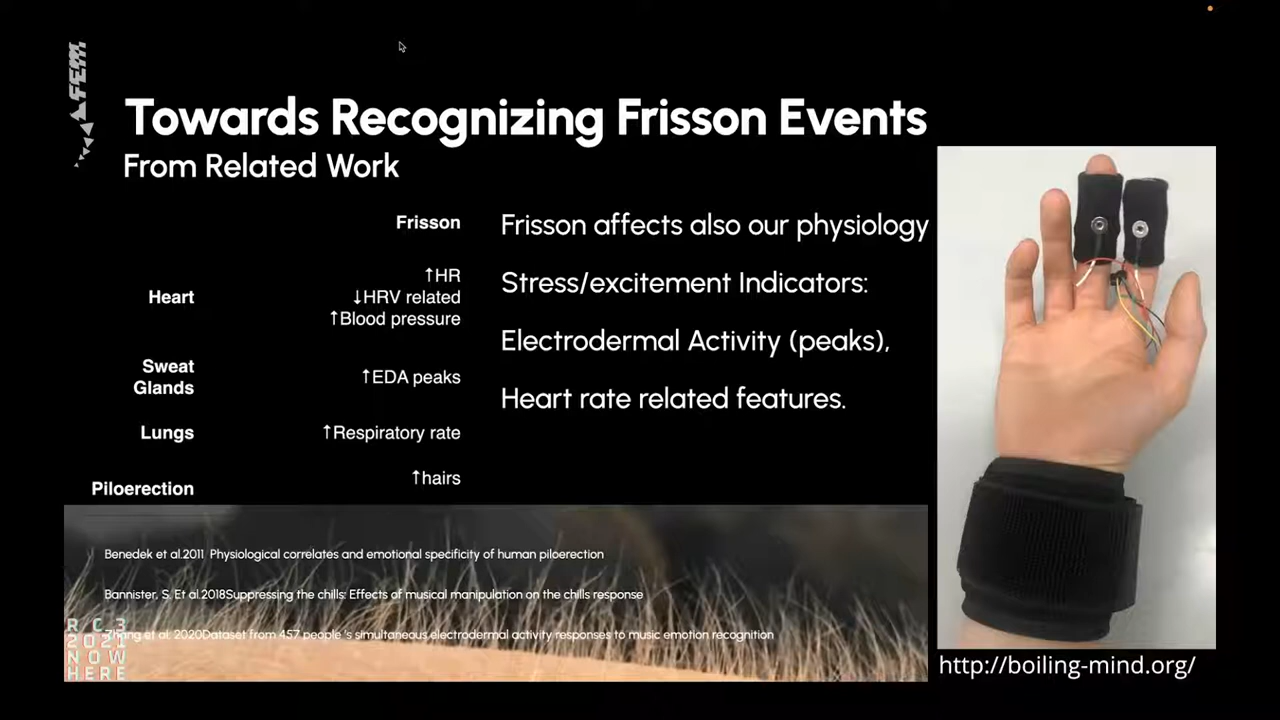 FEM
Towards Recognizing Frisson Events
From Related Work
Frisson
Heart
↑HR
↓HRV related
↑Blood pressure
Sweat
Glands
↑EDA peaks
Lungs
↑Respiratory rate
Piloerection
↑hairs
Frisson affects also our physiology
Stress/excitement Indicators:
Electrodermal Activity (peaks),
Heart rate related features.
Benedek et al.2011 Physiological correlates and emotional specificity of human piloerection
Bannister, S. Et al.2018Suppressing the chills: Effects of musical manipulation on the chills response
Zhang et al. 2020Dataset from 457 people 's simultaneous electrodermal activity responses to music emotion recognition
RC3
2021
NOW
HERE
http://boiling-mind.org/